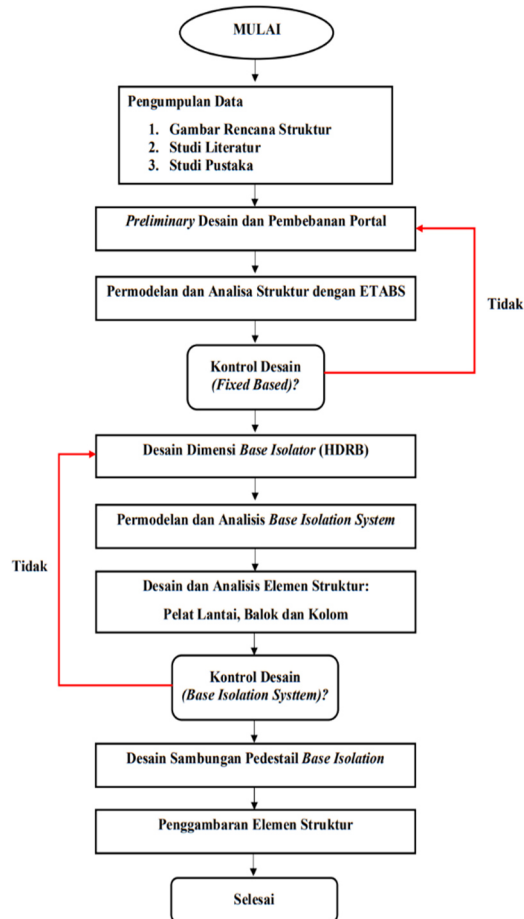 MULAI
Pengumpulan Data
1. Gambar Rencana Struktur
2. Studi Literatur
3. Studi Pustaka
Preliminary Desain dan Pembebanan Portal
Permodelan dan Analisa Struktur dengan ETABS
Tidak
Kontrol Desain
(Fixed Based)?
Desain Dimensi Base Isolator (HDRB)
Permodelan dan Analisis Base Isolation System
Tidak
Desain dan Analisis Elemen Struktur:
Pelat Lantai, Balok dan Kolom
Kontrol Desain
(Base Isolation Systtem)?
Desain Sambungan Pedestail Base Isolation
Penggambaran Elemen Struktur
Selesai